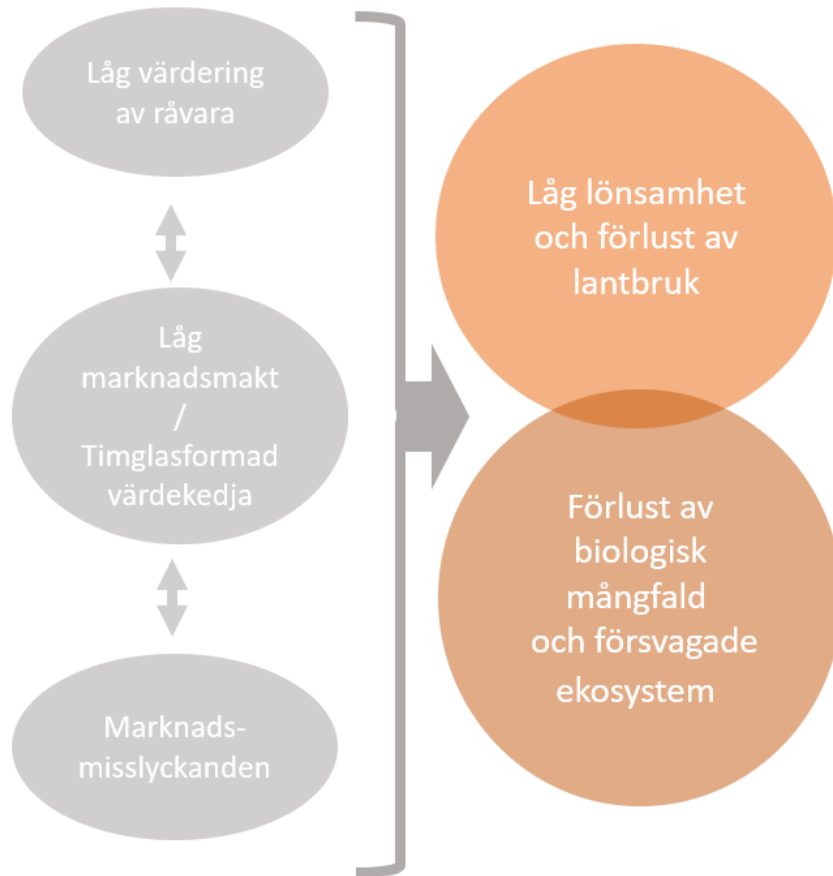 Låg värdering
av råvara
Låg
marknadsmakt
/
Timglasformad
värdekedja
Marknads-
misslyckanden
Låg lönsamhet
och förlust av
lantbruk
Förlust av
biologisk
mångfald
och försvagade
ekosystem